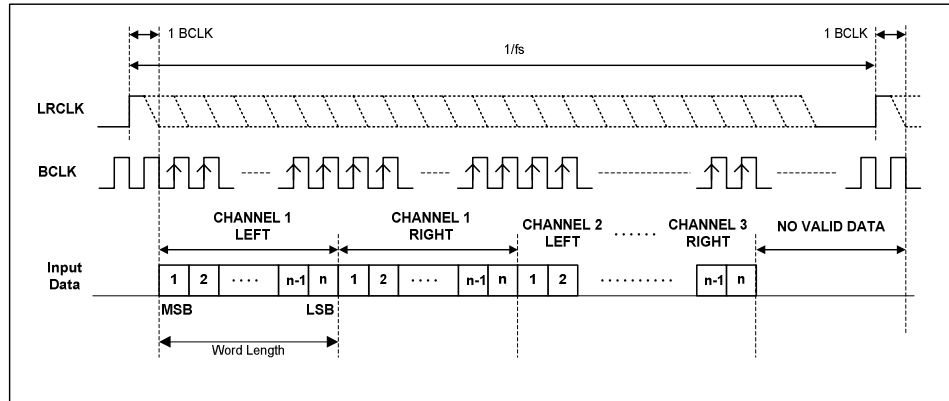 1 BCLK
1 BCLK
1/fs
LRCLK
BCLK
CHANNEL 1
LEFT
CHANNEL 1
RIGHT
CHANNEL 2
LEFT
......
CHANNEL 3
RIGHT
NO VALID DATA
Input
Data
1 2 .... n-1 n 1 2 .... n-1 n 1 2 .......... n-1 n
MSB
LSB
Word Length